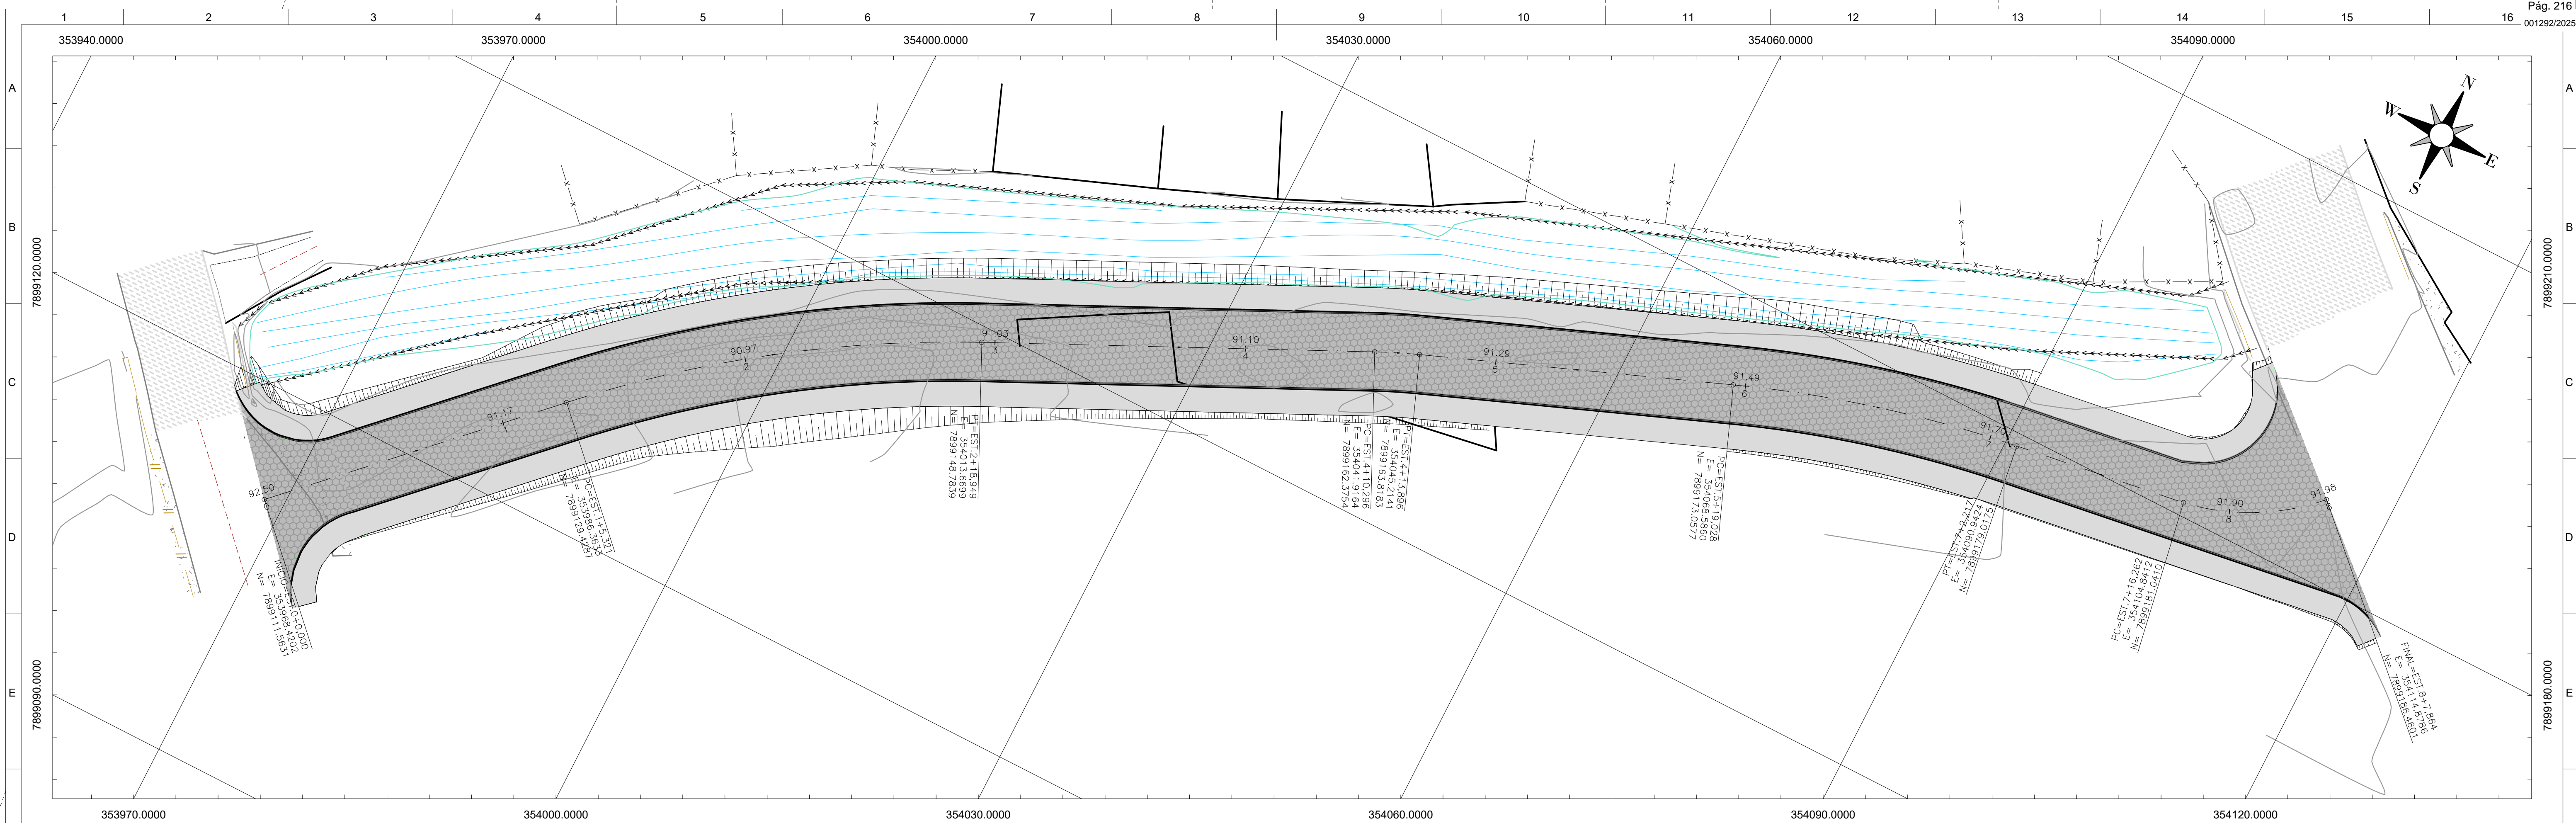 Pág. 216
001292/2025
1 2 3 4 5 6 7 8 9 10 11 12 13 14 15 16
353940.0000 353970.0000 354000.0000 354030.0000 354060.0000 354090.0000
A
A
N
W
E
S
B
B
7899120.0000
7899210.0000
C
C
D
D
7899090.0000
7899180.0000
E
E
92.50
0
91.17
1
90.97
2
91.03
3
91.10
4
91.29
5
91.49
6
91.70
7
91.90
8
91.98
INICIO=EST.0+0,000
E= 353968.4202
N= 7899111.5631
PC=EST.1+5,321
E= 353986.3633
N= 7899129.4287
PT=EST.2+18,949
E= 354013.6699
N= 7899148.7839
PC=EST.4+10,296
E= 354041.9164
N= 7899162.3754
PT=EST.4+13,896
E= 354045.2141
N= 7899163.8183
PC=EST.5+19,028
E= 354068.5860
N= 7899173.0577
PT=EST.7+2,217
E= 354090.9424
N= 7899179.0175
PC=EST.7+16,262
E= 354104.8412
N= 7899181.0410
FINAL=EST.8+7,864
E= 354114.8786
N= 7899186.4601
353970.0000 354000.0000 354030.0000 354060.0000 354090.0000 354120.0000